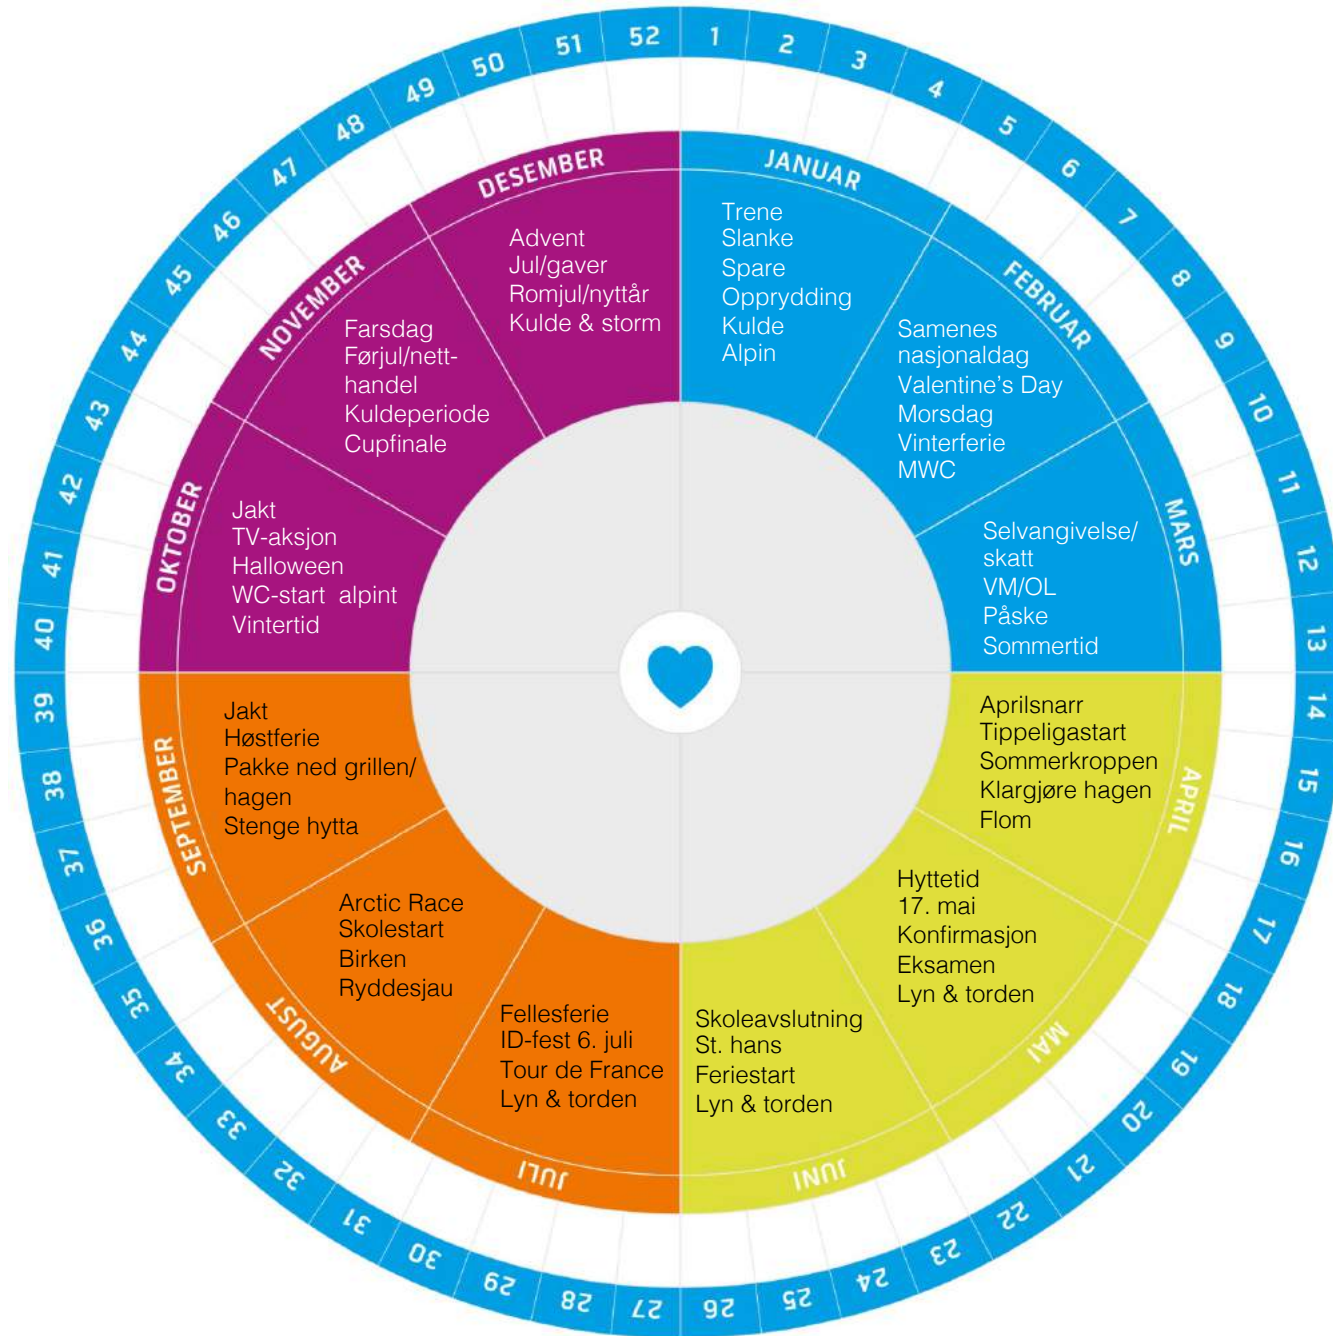 1
2
3
4
5
6
7
8
9
10
11
12
13
14
15
16
17
18
19
20
21
22
23
24
25
26
27
28
29
30
31
32
33
34
35
36
37
38
39
40
41
42
43
44
45
46
47
48
49
50
51
52
JANUAR
Trene
Slanke
Spare
Opprydding
Kulde
Alpin
FEBRUAR
Samenes
nasjonaldag
Valentine's Day
Morsdag
Vinterferie
MWC
MARS
Selvangivelse/
skatt
VM/OL
Påske
Sommertid
APRIL
Aprilsnarr
Tippeligastart
Sommerkroppen
Klargjøre hagen
Flom
MAI
Hyttetid
17. mai
Konfirmasjon
Eksamen
Lyn & torden
JUNI
Skoleavslutning
St. hans
Feriestart
Lyn & torden
JULI
Fellesferie
ID-fest 6. juli
Tour de France
Lyn & torden
AUGUST
Arctic Race
Skolestart
Birken
Ryddesjau
SEPTEMBER
Jakt
Høstferie
Pakke ned grillen/
hagen
Stenge hytta
OKTOBER
Jakt
TV-aksjon
Halloween
WC-start alpint
Vintertid
NOVEMBER
Farsdag
Førjul/nett-
handel
Kuldeperiode
Cupfinale
DESEMBER
Advent
Jul/gaver
Romjul/nyttår
Kulde & storm